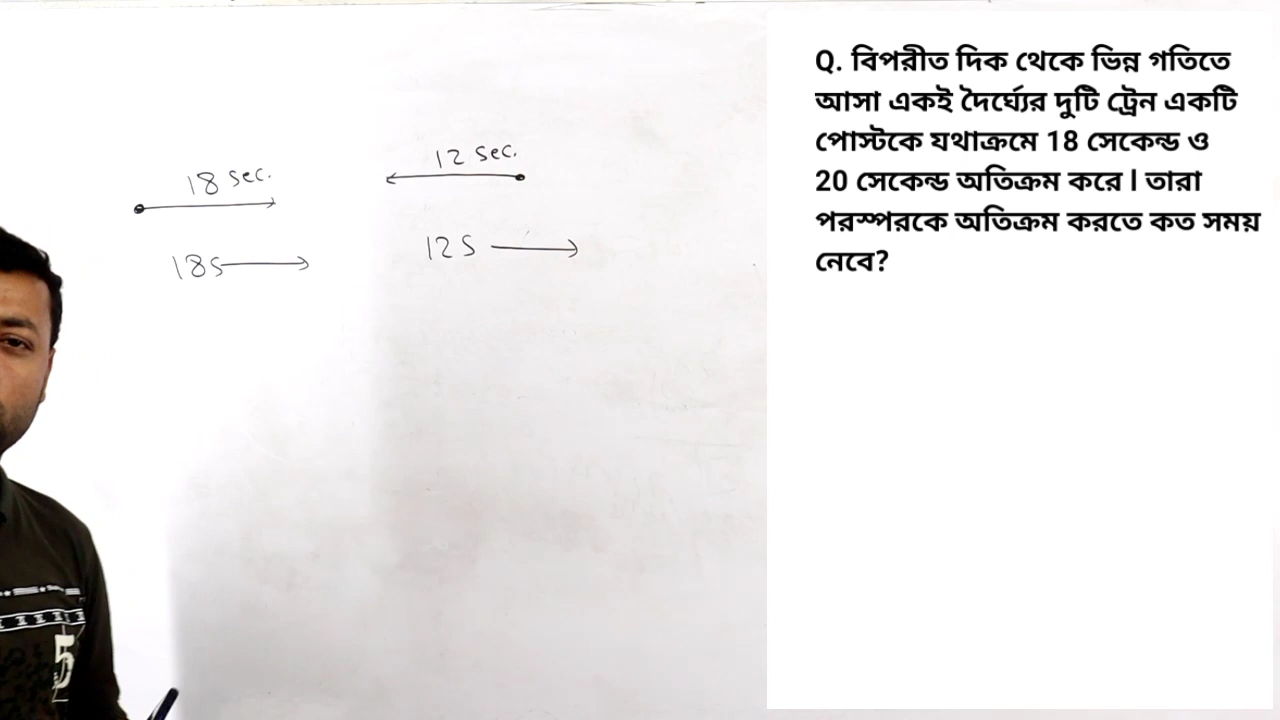 18 sec.
12 sec.
18s
12s
5
Q. বিপরীত দিক থেকে ভিন্ন গতিতে
আসা একই দৈর্ঘ্যের দুটি ট্রেন একটি
পোস্টকে যথাক্রমে 18 সেকেন্ড ও
20 সেকেন্ড অতিক্রম করে। তারা
পরস্পরকে অতিক্রম করতে কত সময়
নেবে?